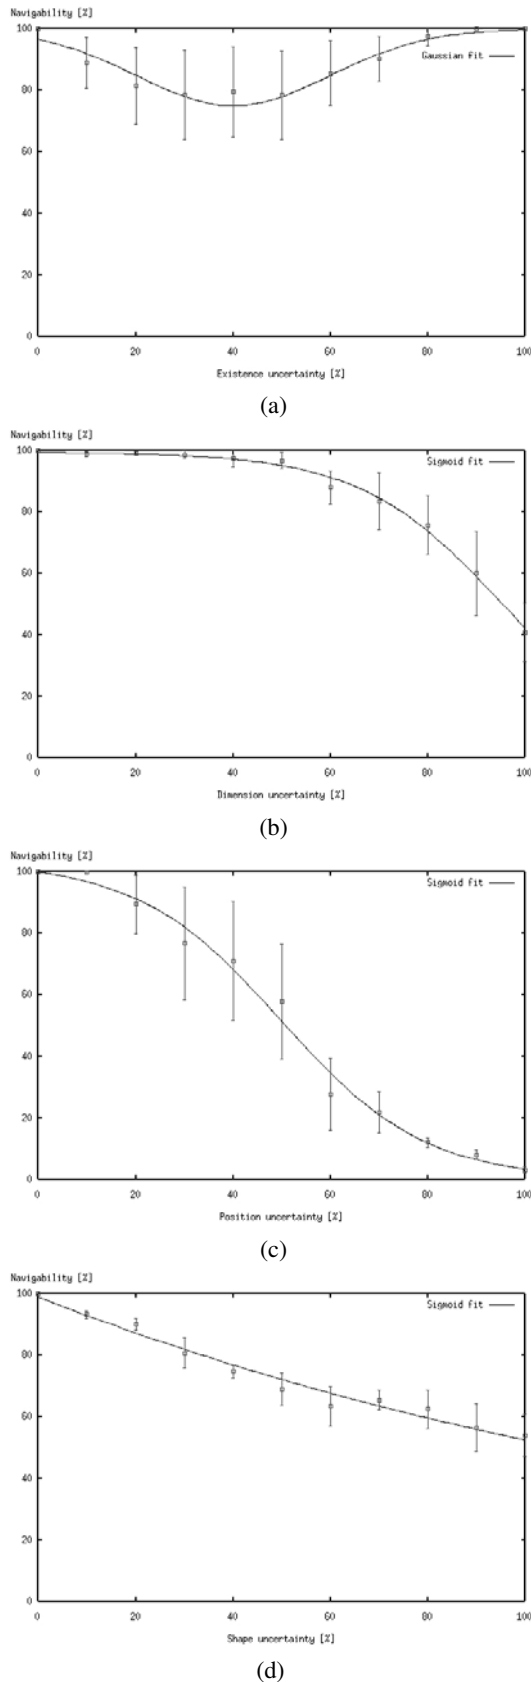 Navigability [%]
100
Gaussian fit
80
60
40
20
0
0 20 40 60 80 100
Existence uncertainty [%]
(a)
Navigability [%]
100
Sigmoid fit
80
60
40
20
0
0 20 40 60 80 100
Dimension uncertainty [%]
(b)
Navigability [%]
100
Sigmoid fit
80
60
40
20
0
0 20 40 60 80 100
Position uncertainty [%]
(c)
Navigability [%]
100
Sigmoid fit
80
60
40
20
0
0 20 40 60 80 100
Shape uncertainty [%]
(d)